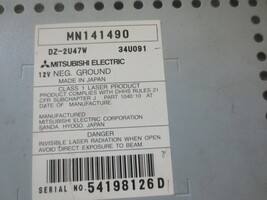 MN141490
DZ-2U47W 34U091
MITSUBISHI ELECTRIC
12V NEG. GROUND
MADE IN JAPAN
CLASS 1 LASER PRODUCT
PRODUCT COMPLIES WITH DHHS RULES 21
CFR SUBCHAPTER J PART 1040.10 AT
DATE OF MANUFACTURE.
MANUFACTURED
MITSUBISHI ELECTRIC CORPORATION
SANDA, HYOGO, JAPAN
DANGER
INVISIBLE LASER RADIATION WHEN OPEN.
AVOID DIRECT EXPOSURE TO BEAM.
SERIAL NO. 54198126D